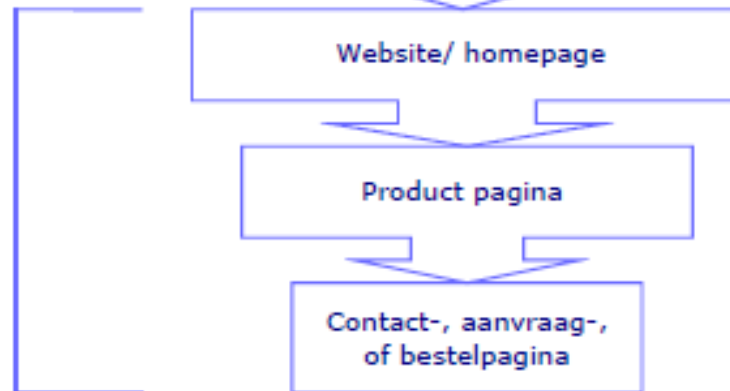 Website/ homepage
Product pagina
Contact-, aanvraag-,
of bestelpagina